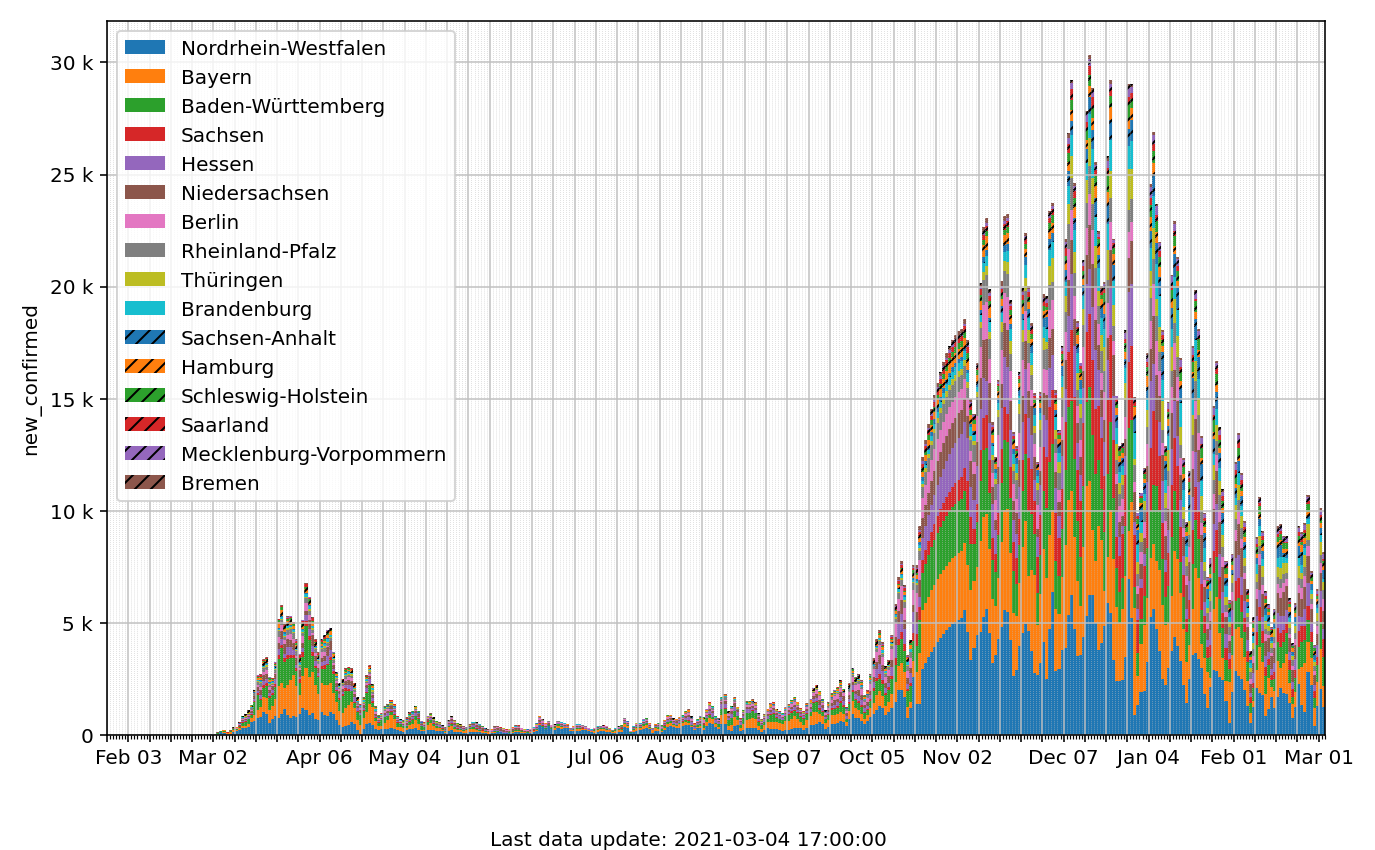 30 k
25 k
20 k
15 k
10 k
5 k
0
new_confirmed
Nordrhein-Westfalen
Bayern
Baden-Württemberg
Sachsen
Hessen
Niedersachsen
Berlin
Rheinland-Pfalz
Thüringen
Brandenburg
Sachsen-Anhalt
Hamburg
Schleswig-Holstein
Saarland
Mecklenburg-Vorpommern
Bremen
Feb 03 Mar 02 Apr 06 May 04 Jun 01 Jul 06 Aug 03 Sep 07 Oct 05 Nov 02 Dec 07 Jan 04 Feb 01 Mar 01
Last data update: 2021-03-04 17:00:00